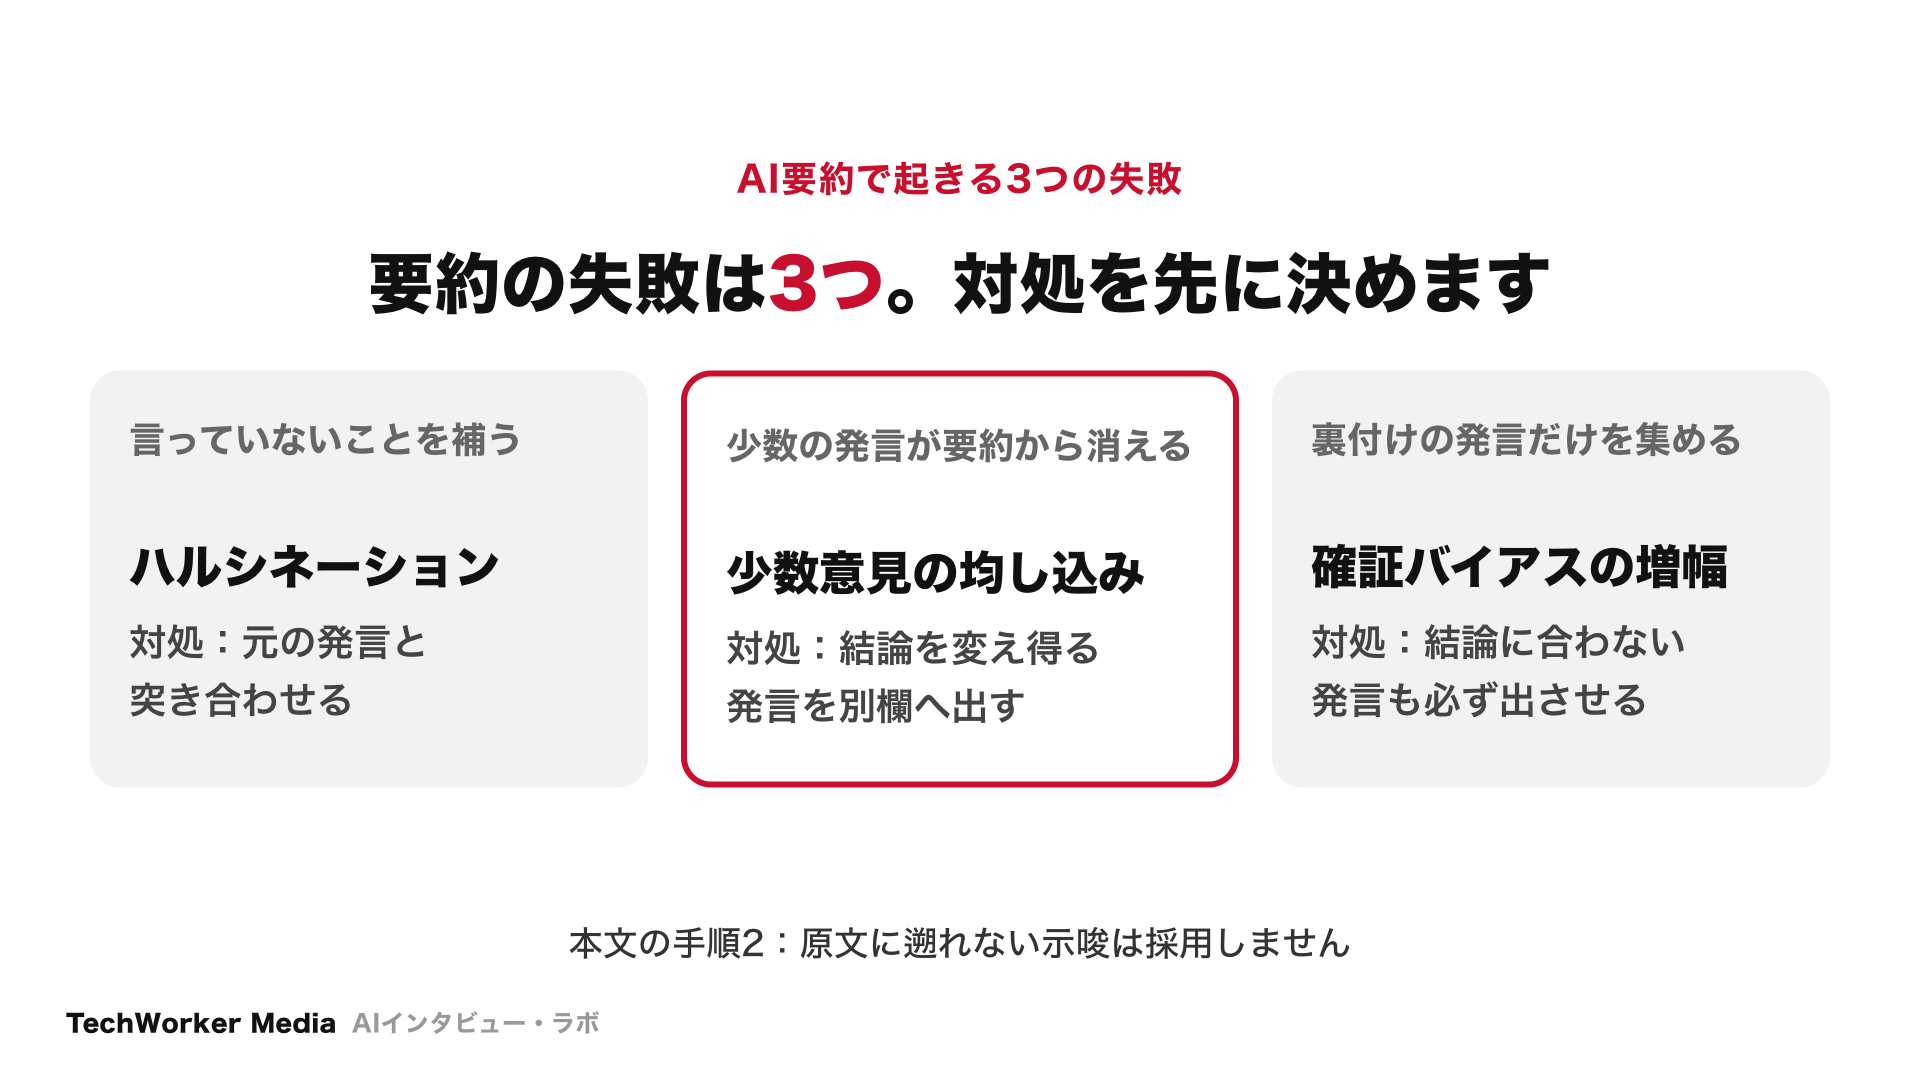 AI要約で起きる3つの失敗
要約の失敗は3つ。対処を先に決めます
言っていないことを補う
ハルシネーション
対処：元の発言と
突き合わせる
少数の発言が要約から消える
少数意見の均し込み
対処：結論を変え得る
発言を別欄へ出す
裏付けの発言だけを集める
確証バイアスの増幅
対処：結論に合わない
発言も必ず出させる
本文の手順2：原文に遡れない示唆は採用しません
TechWorker Media AIインタビュー・ラボ